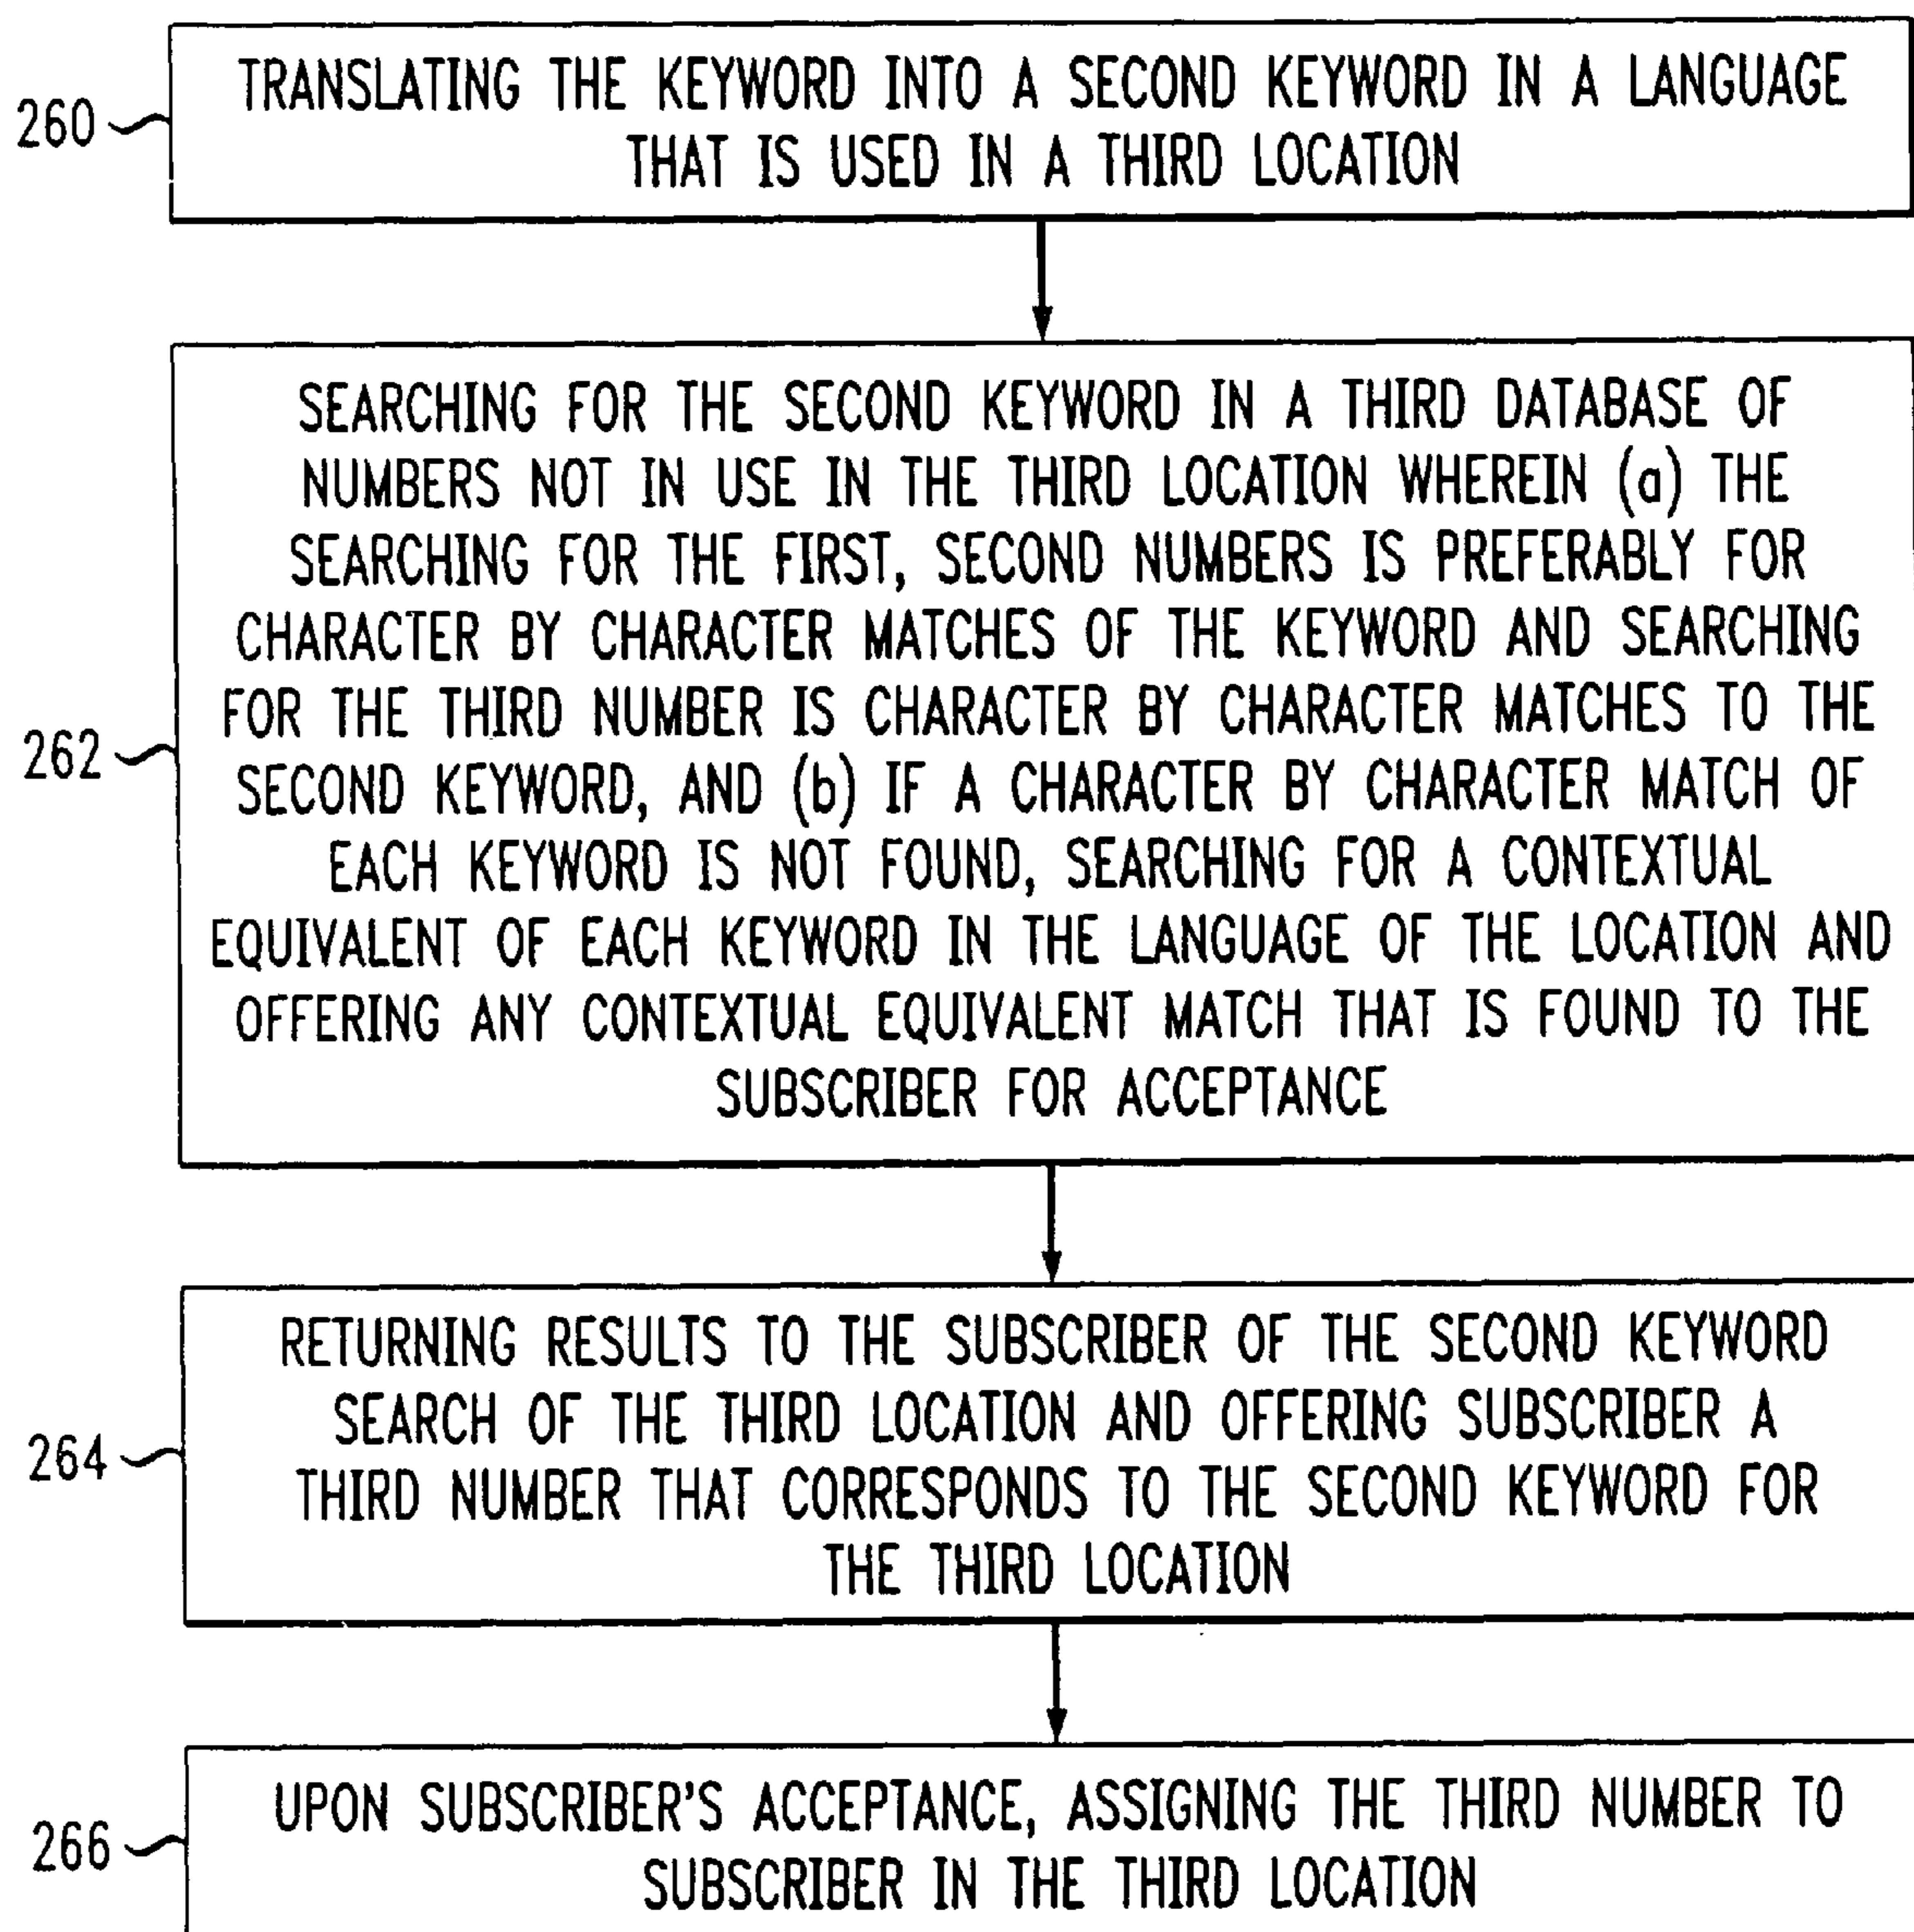 260
TRANSLATING THE KEYWORD INTO A SECOND KEYWORD IN A LANGUAGE
THAT IS USED IN A THIRD LOCATION
262
SEARCHING FOR THE SECOND KEYWORD IN A THIRD DATABASE OF
NUMBERS NOT IN USE IN THE THIRD LOCATION WHEREIN (a) THE
SEARCHING FOR THE FIRST, SECOND NUMBERS IS PREFERABLY FOR
CHARACTER BY CHARACTER MATCHES OF THE KEYWORD AND SEARCHING
FOR THE THIRD NUMBER IS CHARACTER BY CHARACTER MATCHES TO THE
SECOND KEYWORD, AND (b) IF A CHARACTER BY CHARACTER MATCH OF
EACH KEYWORD IS NOT FOUND, SEARCHING FOR A CONTEXTUAL
EQUIVALENT OF EACH KEYWORD IN THE LANGUAGE OF THE LOCATION AND
OFFERING ANY CONTEXTUAL EQUIVALENT MATCH THAT IS FOUND TO THE
SUBSCRIBER FOR ACCEPTANCE
264
RETURNING RESULTS TO THE SUBSCRIBER OF THE SECOND KEYWORD
SEARCH OF THE THIRD LOCATION AND OFFERING SUBSCRIBER A
THIRD NUMBER THAT CORRESPONDS TO THE SECOND KEYWORD FOR
THE THIRD LOCATION
266
UPON SUBSCRIBER'S ACCEPTANCE, ASSIGNING THE THIRD NUMBER TO
SUBSCRIBER IN THE THIRD LOCATION